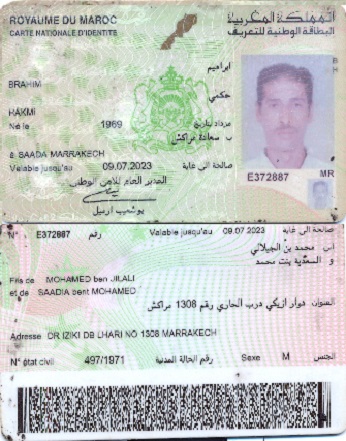 ROYAUME DU MAROC
المملكة المغربية
CARTE NATIONALE D'IDENTITE
البطاقة الوطنية للتعريف
ابراهيم
BRAHIM
حكمي
HAKMI
Né le 1969 مزداد بتاريخ
ب سعادة مراكش
à SAADA MARRAKECH
Valable jusqu'au 09.07.2023 صالحة الى غاية
المدير العام للأمن الوطني
E372887
MR
N° E372887 رقم Valable jusqu'au 09.07.2023 صالحة الى غاية
ابن محمد بن الجيلالي
و السعدية بنت محمد
Fils de MOHAMED ben JILALI
et de SAADIA bent MOHAMED
العنوان دوار ازيكي درب الحاري رقم 1308 مراكش
Adresse DR IZIKI DB LHARI NO 1308 MARRAKECH
N° état civil 497/1971 رقم الحالة المدنية Sexe M الجنس